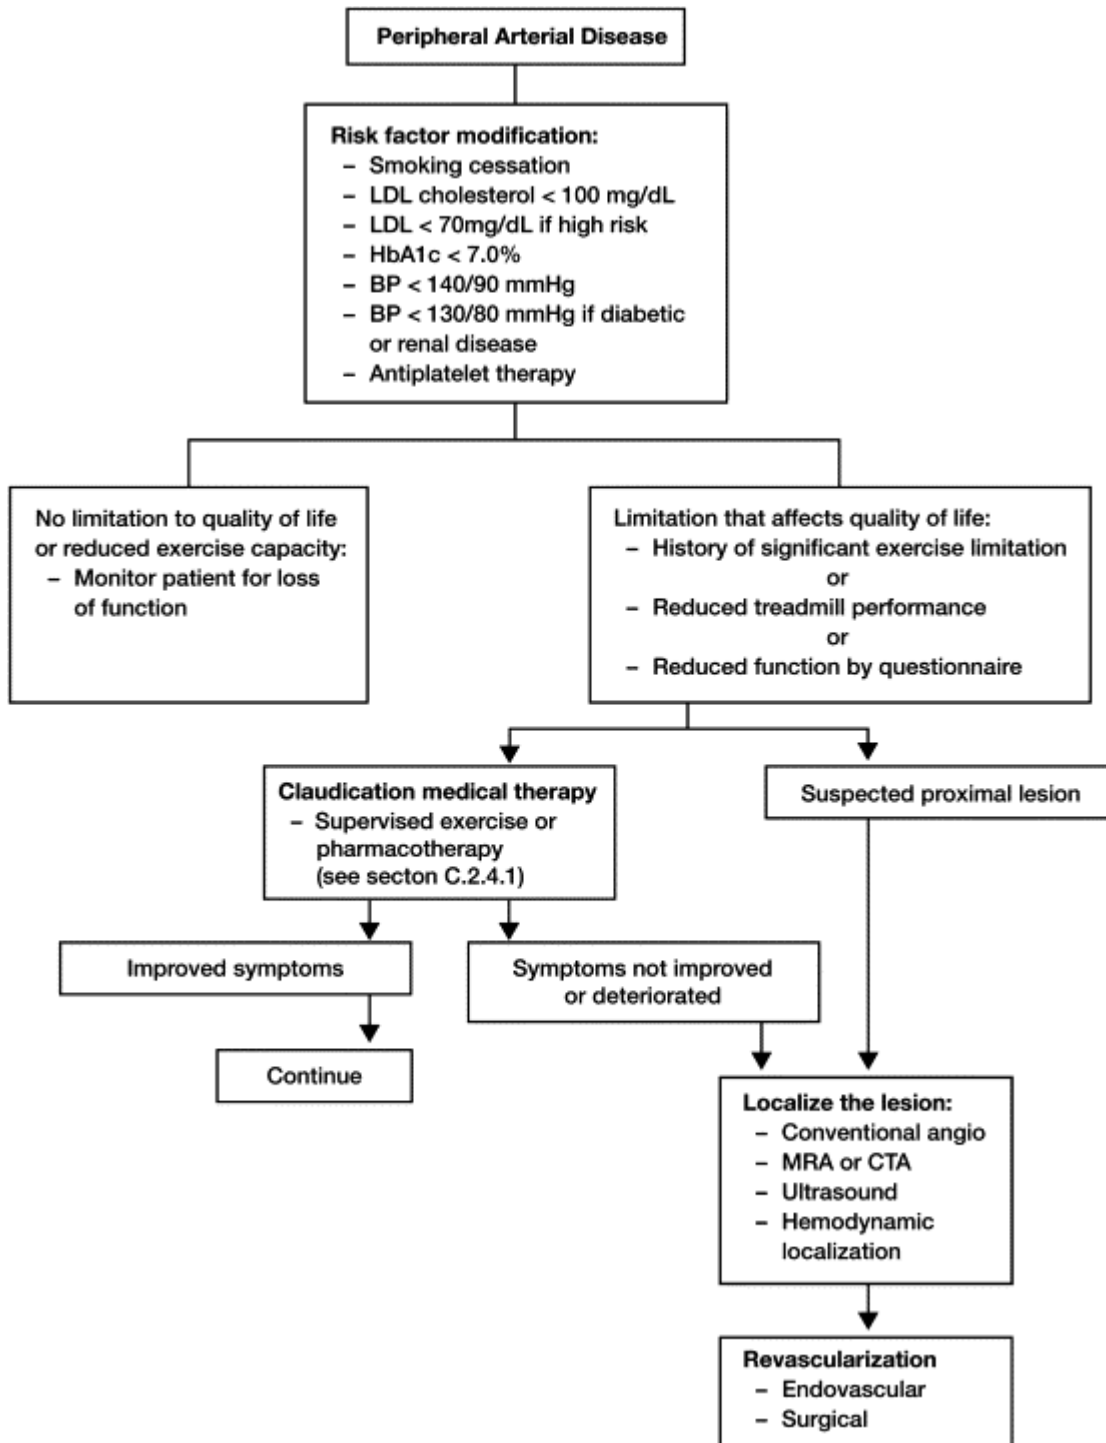 Peripheral Arterial Disease
Risk factor modification:
– Smoking cessation
– LDL cholesterol < 100 mg/dL
– LDL < 70mg/dL if high risk
– HbA1c < 7.0%
– BP < 140/90 mmHg
– BP < 130/80 mmHg if diabetic
or renal disease
– Antiplatelet therapy
No limitation to quality of life
or reduced exercise capacity:
– Monitor patient for loss
of function
Limitation that affects quality of life:
– History of significant exercise limitation
or
– Reduced treadmill performance
or
– Reduced function by questionnaire
Claudication medical therapy
– Supervised exercise or
pharmacotherapy
(see secton C.2.4.1)
Suspected proximal lesion
Improved symptoms
Symptoms not improved
or deteriorated
Continue
Localize the lesion:
– Conventional angio
– MRA or CTA
– Ultrasound
– Hemodynamic
localization
Revascularization
– Endovascular
– Surgical